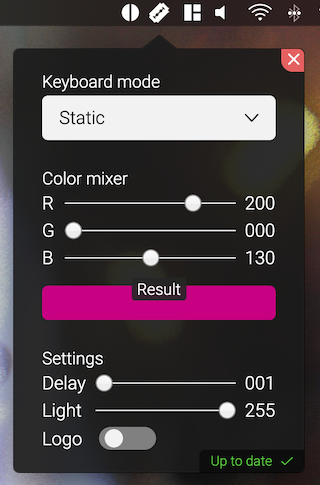 Keyboard mode
Static
Color mixer
R 200
G 000
B 130
Result
Settings
Delay 001
Light 255
Logo
Up to date